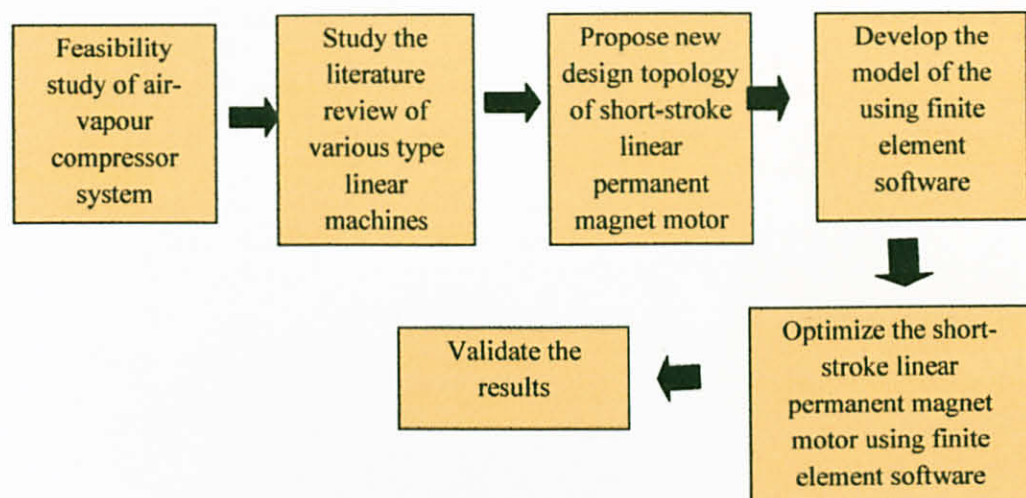 Feasibility
study of air-
vapour
compressor
system
Study the
literature
review of
various type
linear
machines
Propose new
design topology
of short-stroke
linear
permanent
magnet motor
Develop the
model of the
using finite
element
software
Optimize the short-
stroke linear
permanent magnet
motor using finite
element software
Validate the
results